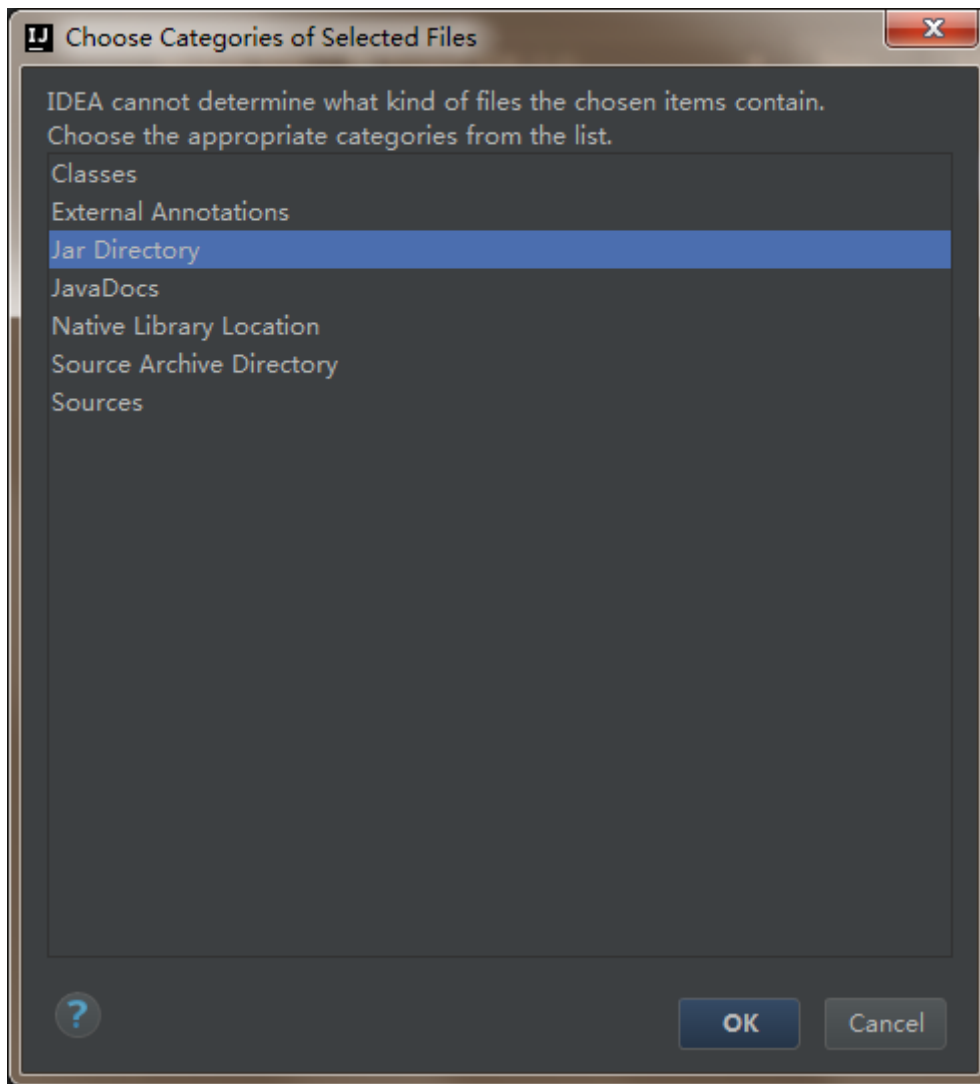 IJ Choose Categories of Selected Files
x
IDEA cannot determine what kind of files the chosen items contain.
Choose the appropriate categories from the list.
Classes
External Annotations
Jar Directory
JavaDocs
Native Library Location
Source Archive Directory
Sources
? OK Cancel